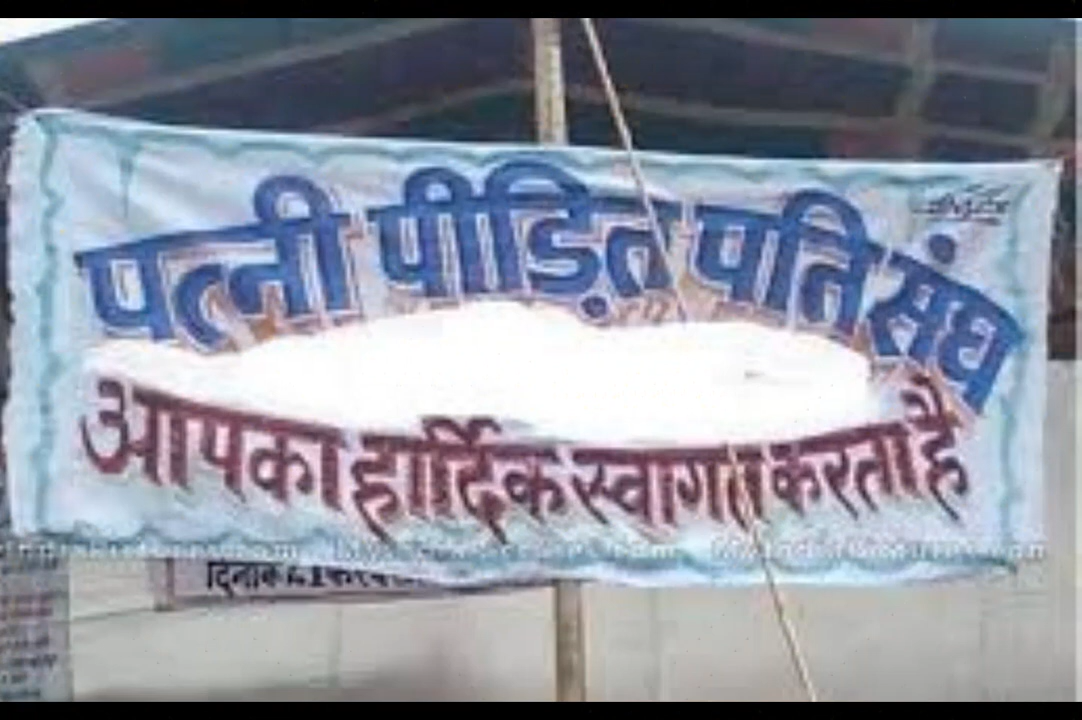 पत्नी पीड़ित पति संघ
आपका हार्दिक स्वागत करता है